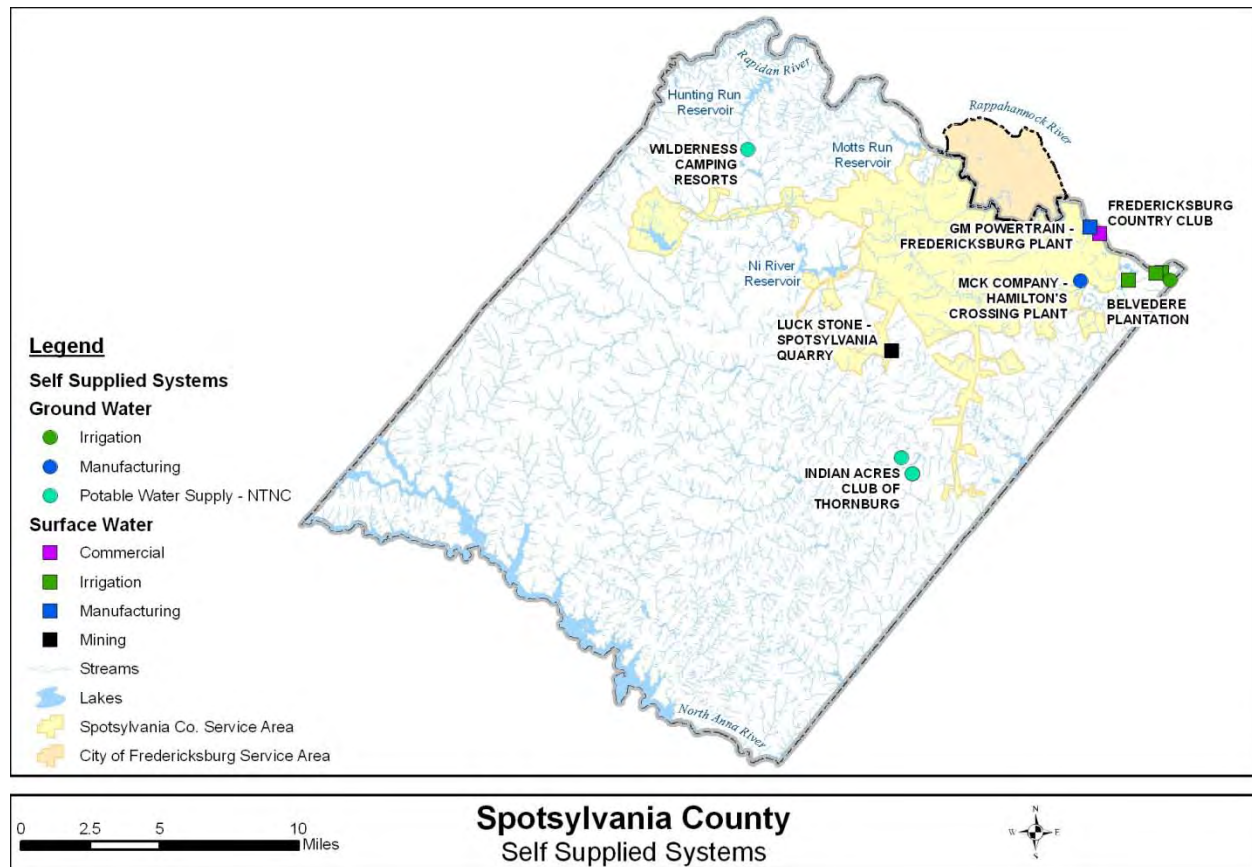 Rapidan River
Hunting Run
Reservoir
Rappahannock River
WILDERNESS
CAMPING
RESORTS
Motts Run
Reservoir
FREDERICKSBURG
COUNTRY CLUB
GM POWERTRAIN -
FREDERICKSBURG PLANT
Ni River
Reservoir
MCK COMPANY -
HAMILTON'S
CROSSING PLANT
BELVEDERE
PLANTATION
LUCK STONE -
SPOTSYLVANIA
QUARRY
INDIAN ACRES
CLUB OF
THORNBURG
North Anna River
Legend
Self Supplied Systems
Ground Water
Irrigation
Manufacturing
Potable Water Supply - NTNC
Surface Water
Commercial
Irrigation
Manufacturing
Mining
Streams
Lakes
Spotsylvania Co. Service Area
City of Fredericksburg Service Area
0 2.5 5 10
Miles
Spotsylvania County
Self Supplied Systems
N
W E
S